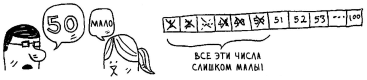 50
МАЛО
51 52 53 ... 100
ВСЕ ЭТИ ЧИСЛА
СЛИШКОМ МАЛЫ!